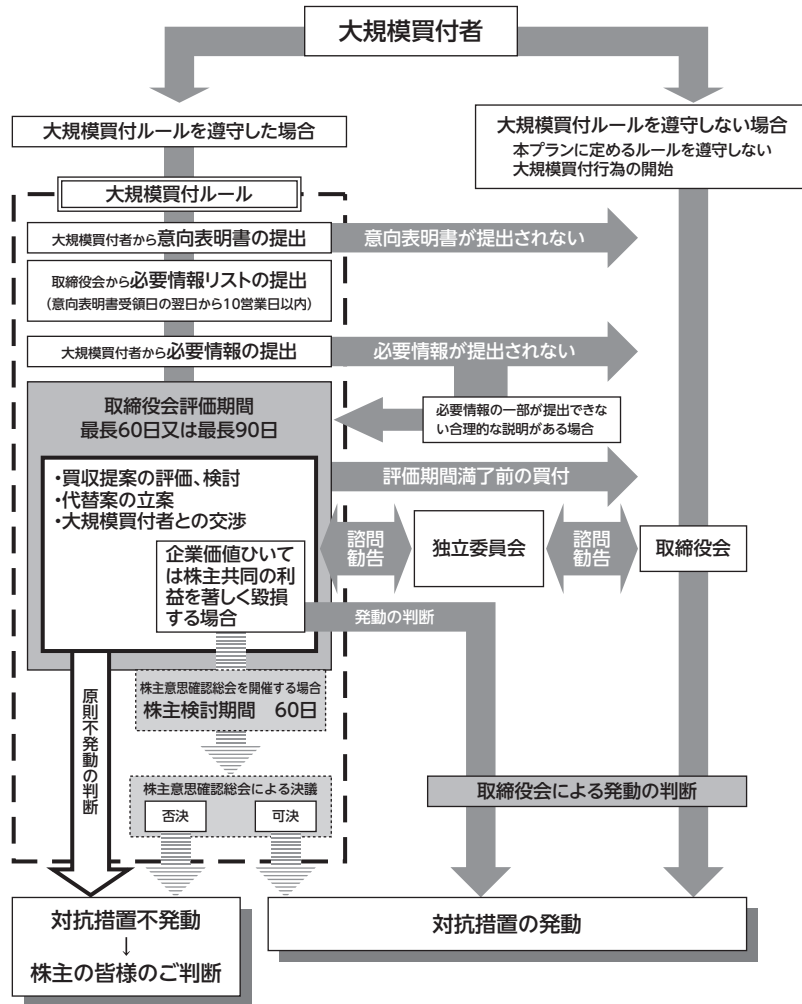 大規模買付者
大規模買付ルールを遵守した場合
大規模買付ルールを遵守しない場合
本プランに定めるルールを遵守しない
大規模買付行為の開始
大規模買付ルール
大規模買付者から意向表明書の提出
意向表明書が提出されない
取締役会から必要情報リストの提出
（意向表明書受領日の翌日から10営業日以内）
大規模買付者から必要情報の提出
必要情報が提出されない
取締役会評価期間
最長60日又は最長90日
必要情報の一部が提出できな
い合理的な説明がある場合
・買収提案の評価、検討
・代替案の立案
・大規模買付者との交渉
評価期間満了前の買付
諮問
勧告
独立委員会
諮問
勧告
取締役会
企業価値ひいて
は株主共同の利
益を著しく毀損
する場合
発動の判断
原則不発動の判断
株主意思確認総会を開催する場合
株主検討期間　60日
株主意思確認総会による決議
否決
可決
取締役会による発動の判断
対抗措置不発動
↓
株主の皆様のご判断
対抗措置の発動